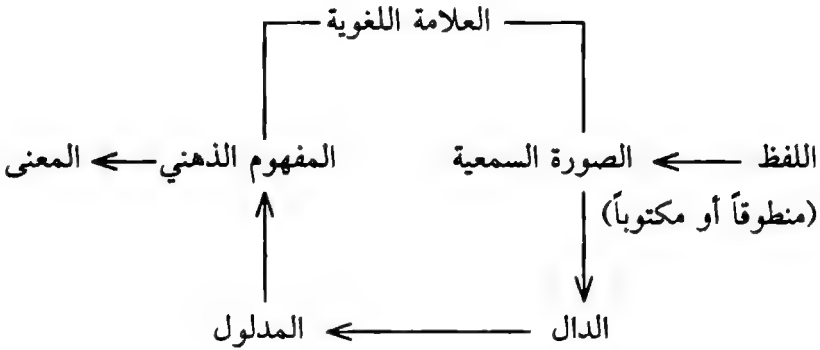 العلامة اللغوية
اللفظ الصورة السمعية المفهوم الذهني المعنى
(منطوقاً أو مكتوباً)
الدال المدلول